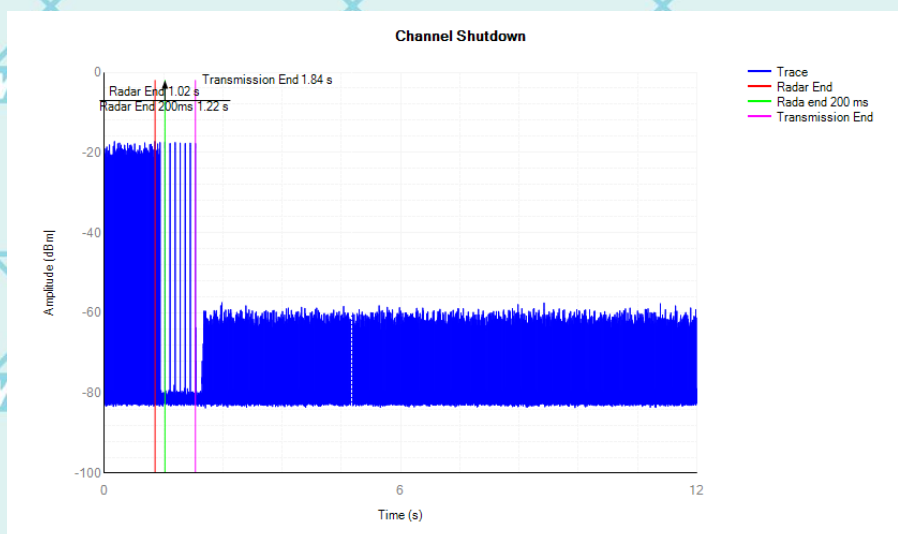 Channel Shutdown
Transmission End 1.84 s
Radar End 1.02 s
Radar End 200ms 1.22 s
Trace
Radar End
Rada end 200 ms
Transmission End
0
-20
-40
-60
-80
-100
Amplitude (dBm)
0
6
12
Time (s)